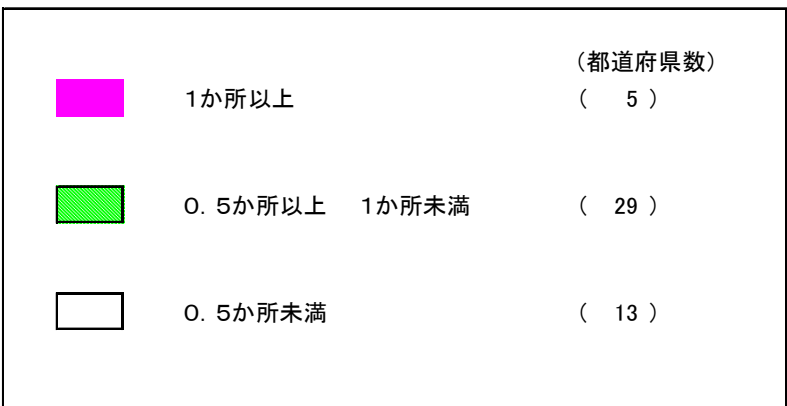 （都道府県数）
１か所以上 （ 5 ）
０．５か所以上 １か所未満 （ 29 ）
０．５か所未満 （ 13 ）